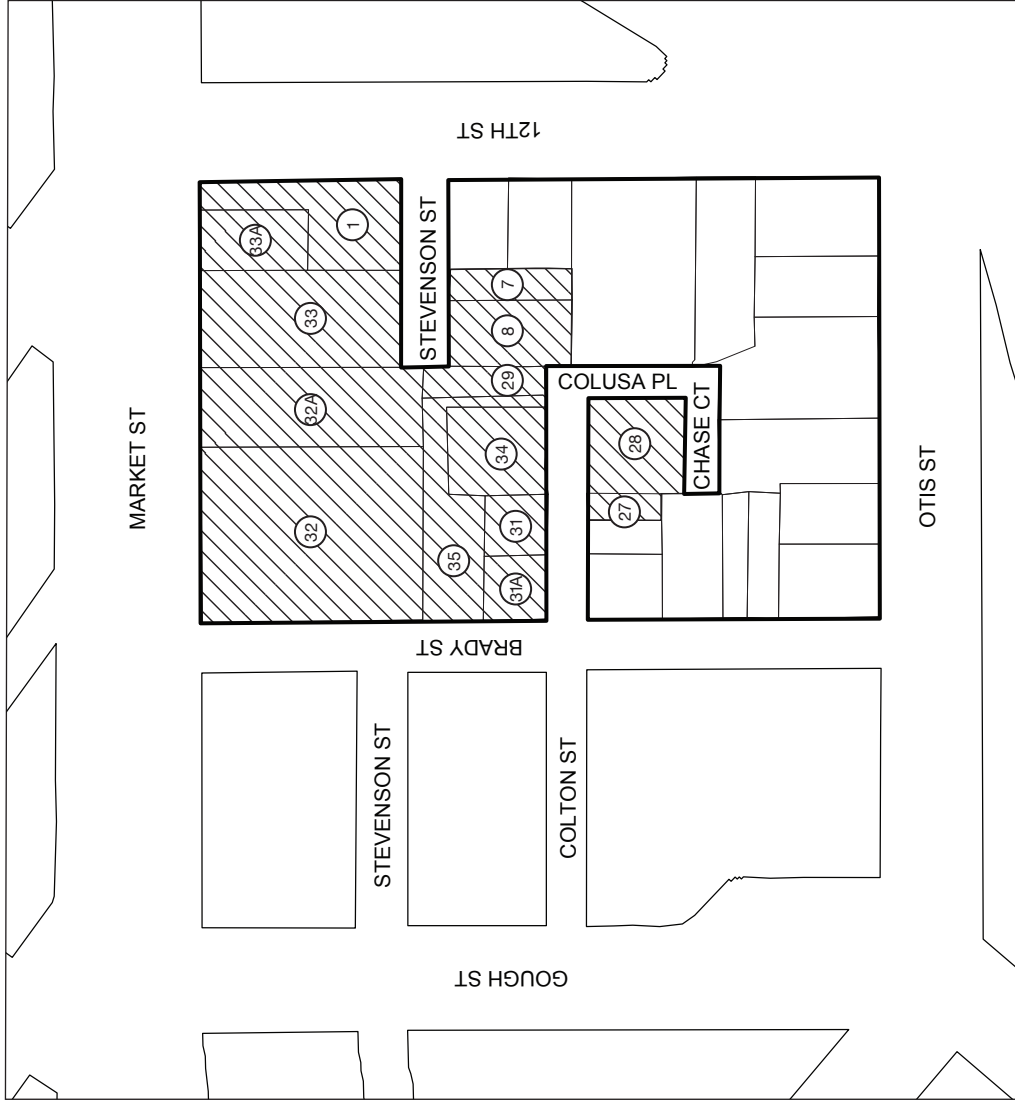 12TH ST
33A
1
STEVENSON ST
7
33
8
29
COLUSA PL
32A
MARKET ST
34
28
CHASE CT
OTIS ST
32
31
27
35
31A
BRADY ST
STEVENSON ST
COLTON ST
GOUGH ST